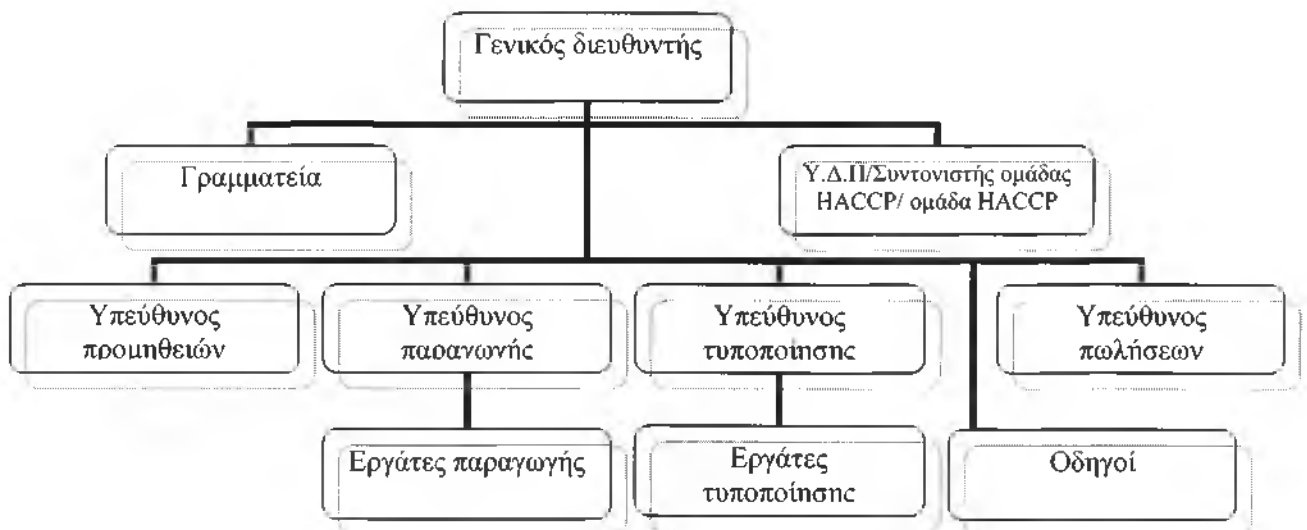 Γενικός διευθυντής
Γραμματεία
Υ.Δ.Π/Συντονιστής ομάδας
HACCP/ ομάδα HACCP
Υπεύθυνος
προμηθειών
Υπεύθυνος
παραγωγής
Υπεύθυνος
τυποποίησης
Υπεύθυνος
πωλήσεων
Εργάτες παραγωγής
Εργάτες
τυποποίησης
Οδηγοί